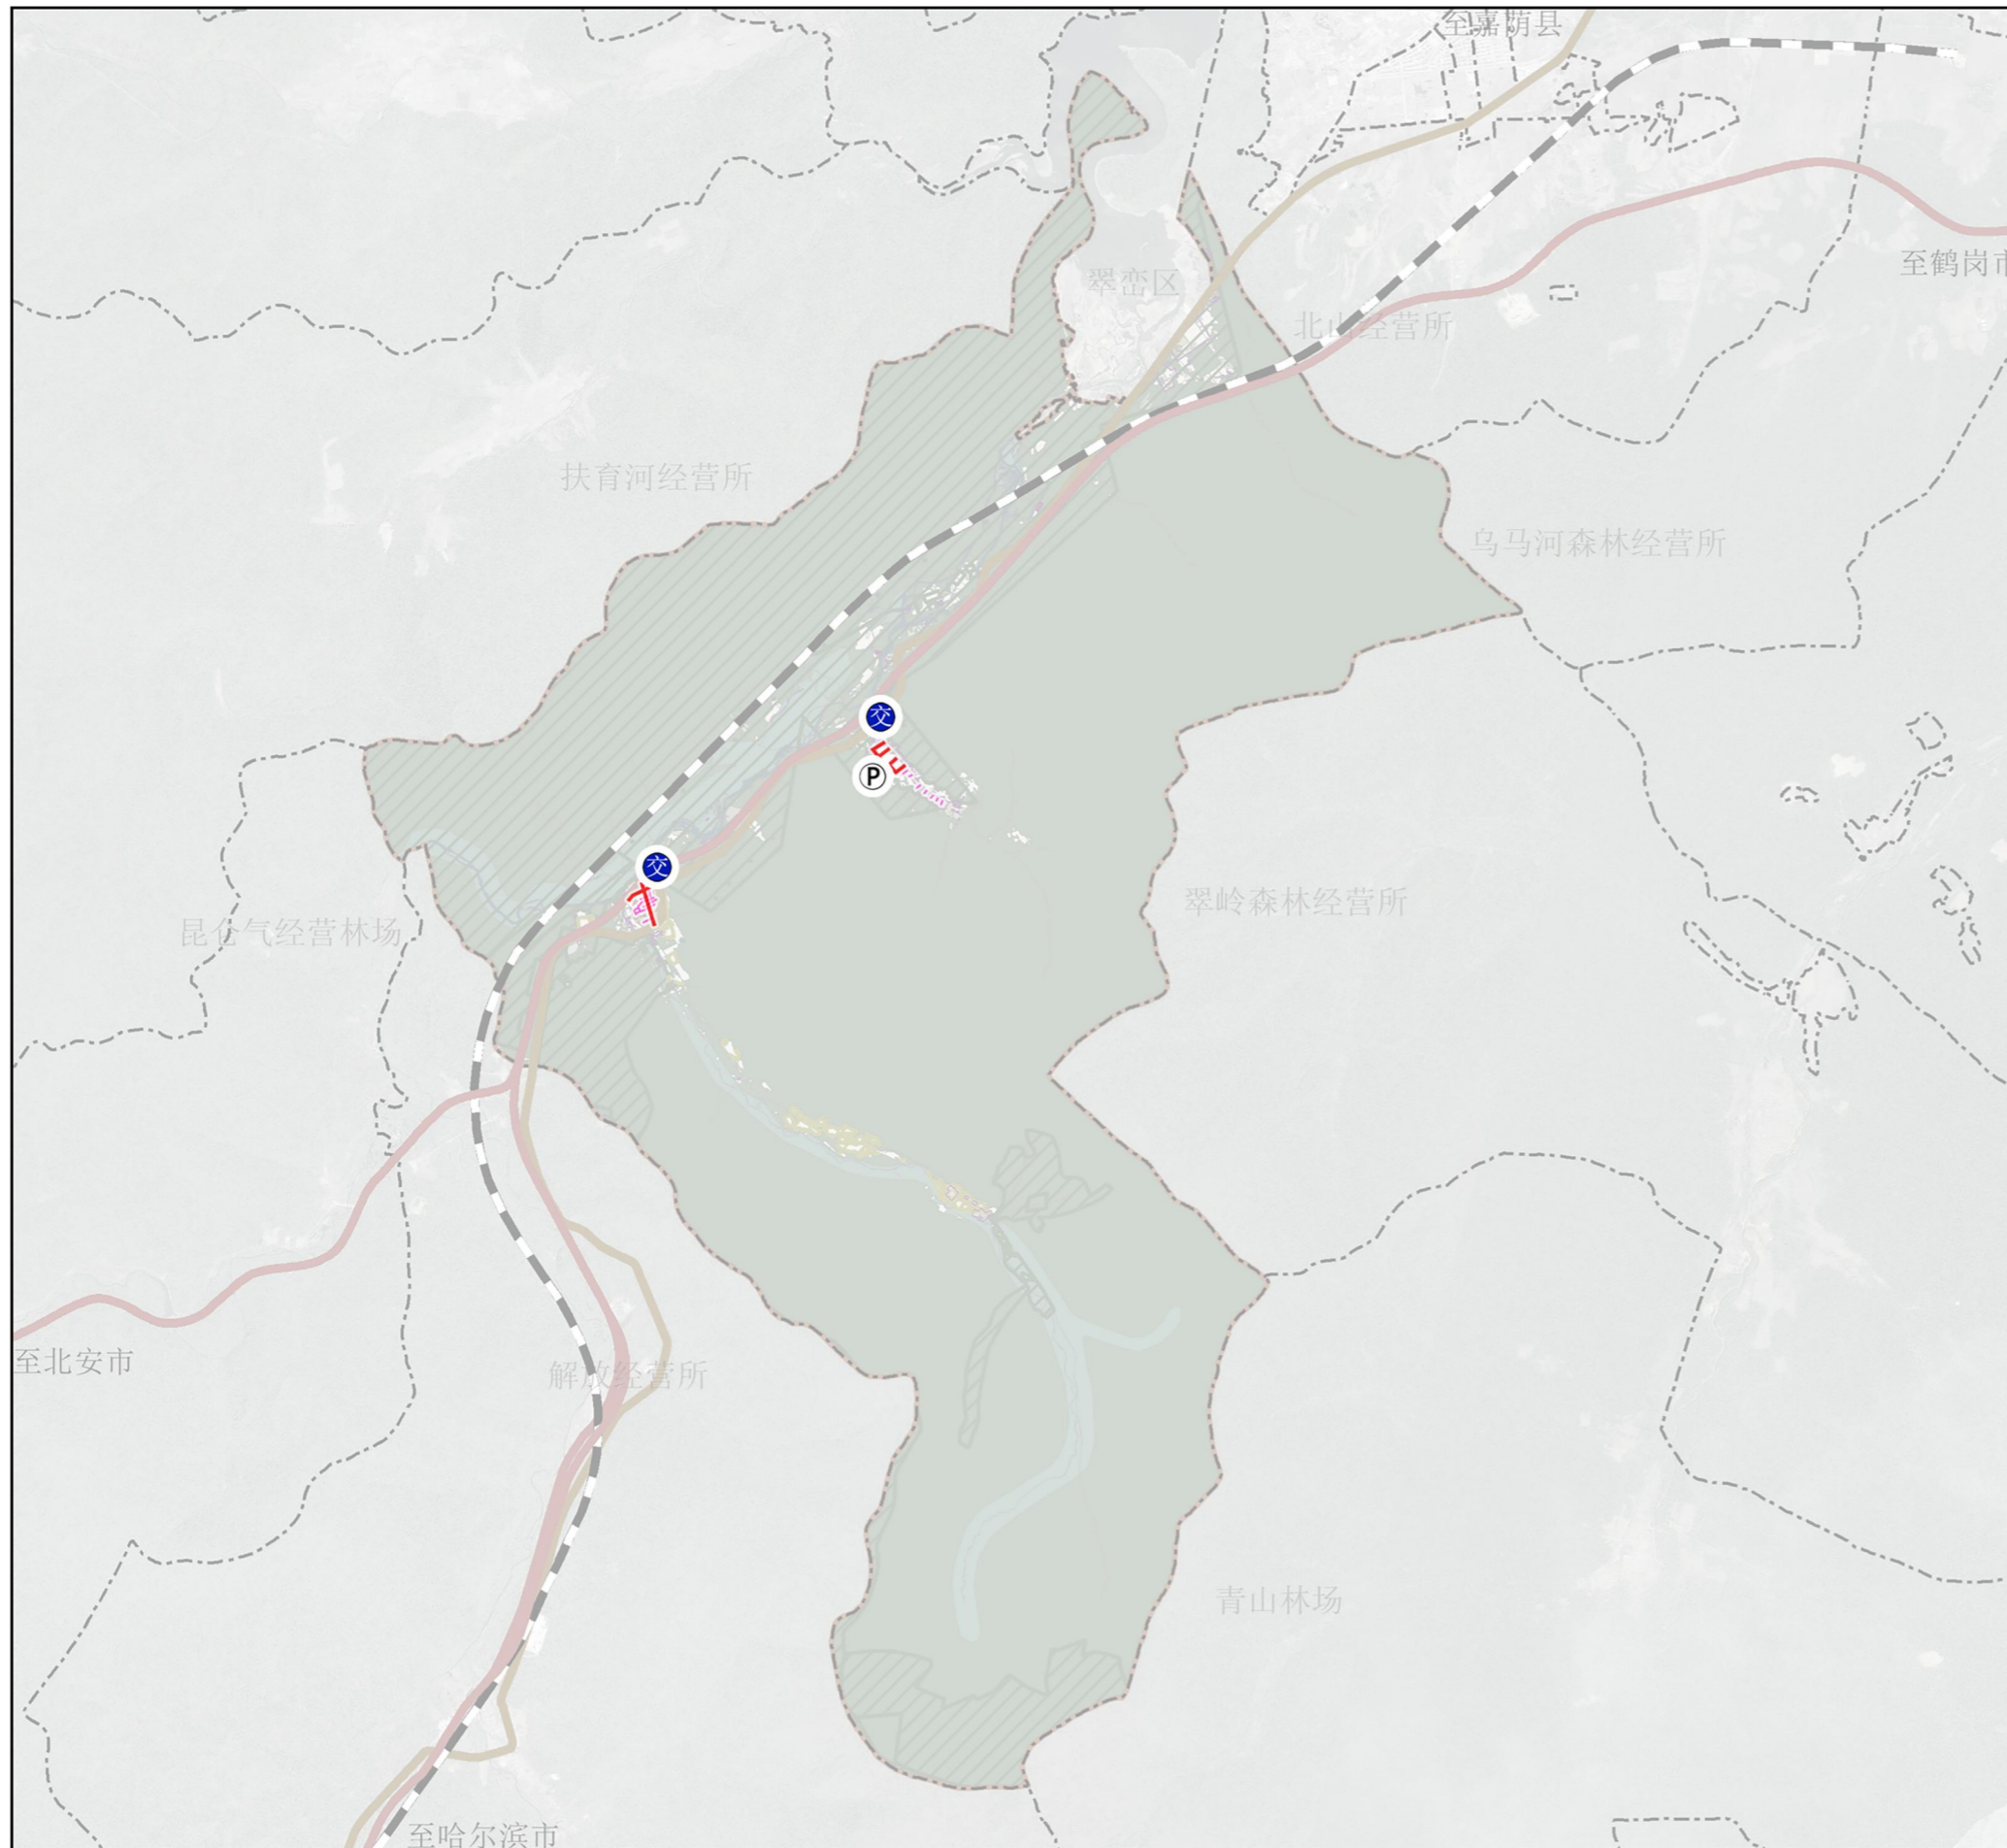 至嘉荫县
至鹤岗市
翠峦区
北山经营所
扶育河经营所
乌马河森林经营所
交
P
交
翠岭森林经营所
昆仑气经营林场
至北安市
解放经营所
青山林场
至哈尔滨市